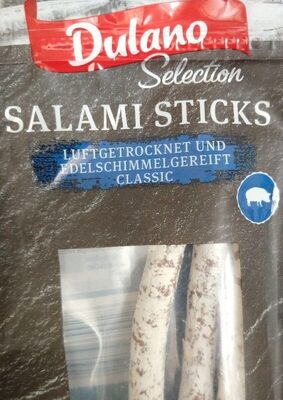 Dulano
Selection
SALAMI STICKS
LUFTGETROCKNET UND
EDELSCHIMMELGEREIFT
CLASSIC